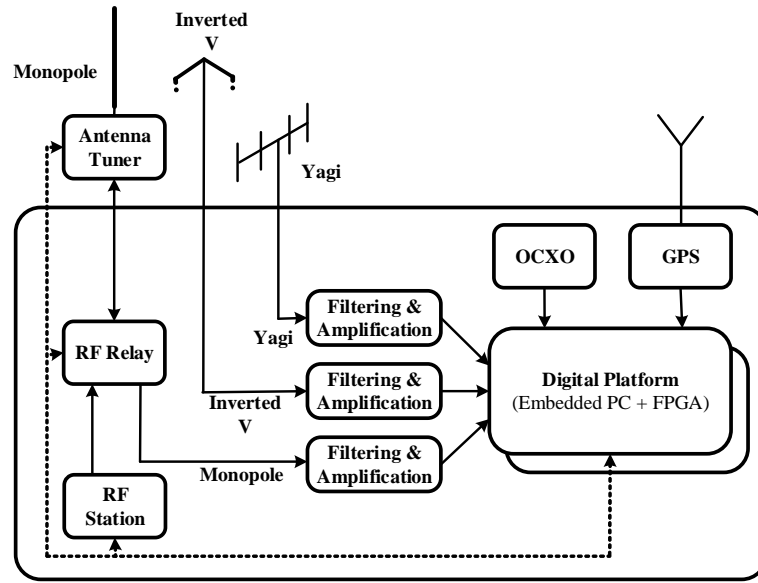 Inverted
V
Monopole
Antenna
Tuner
Yagi
OCXO
GPS
Filtering &
Amplification
Yagi
RF Relay
Digital Platform
(Embedded PC + FPGA)
Filtering &
Amplification
Inverted
V
Filtering &
Amplification
Monopole
RF
Station